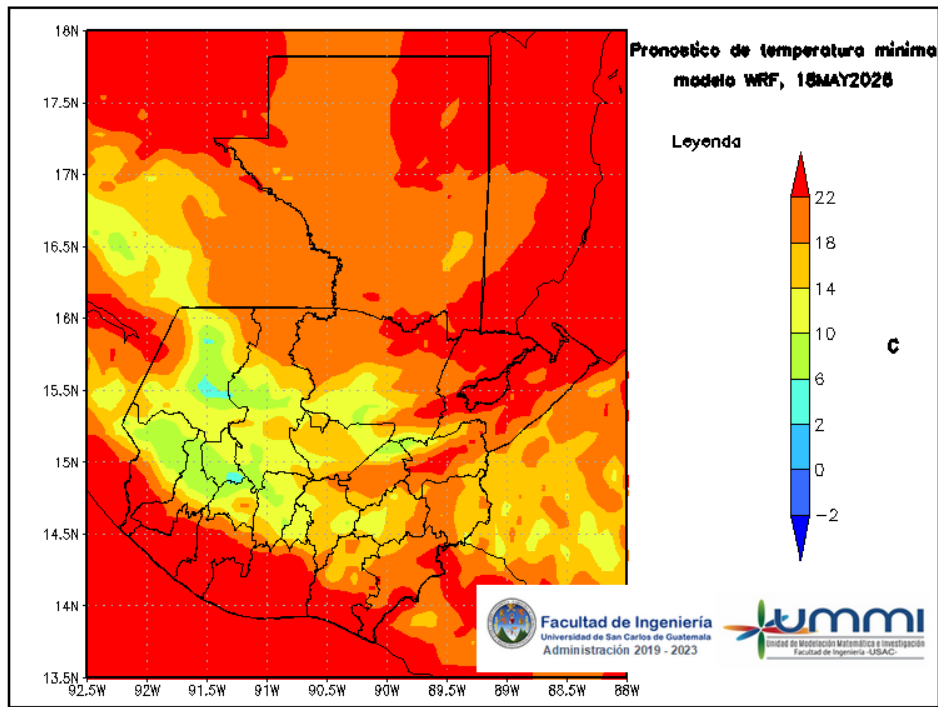 Pronostico de temperatura minima
modelo WRF, 18MAY2026
Leyenda
22
18
14
10
6
2
0
−2
C
18N
17.5N
17N
16.5N
16N
15.5N
15N
14.5N
14N
13.5N
92.5W 92W 91.5W 91W 90.5W 90W 89.5W 89W 88.5W 88W
Facultad de Ingeniería
Universidad de San Carlos de Guatemala
Administración 2019 - 2023
ummi
Unidad de Modelación Matemática e Investigación
Facultad de Ingeniería -USAC-